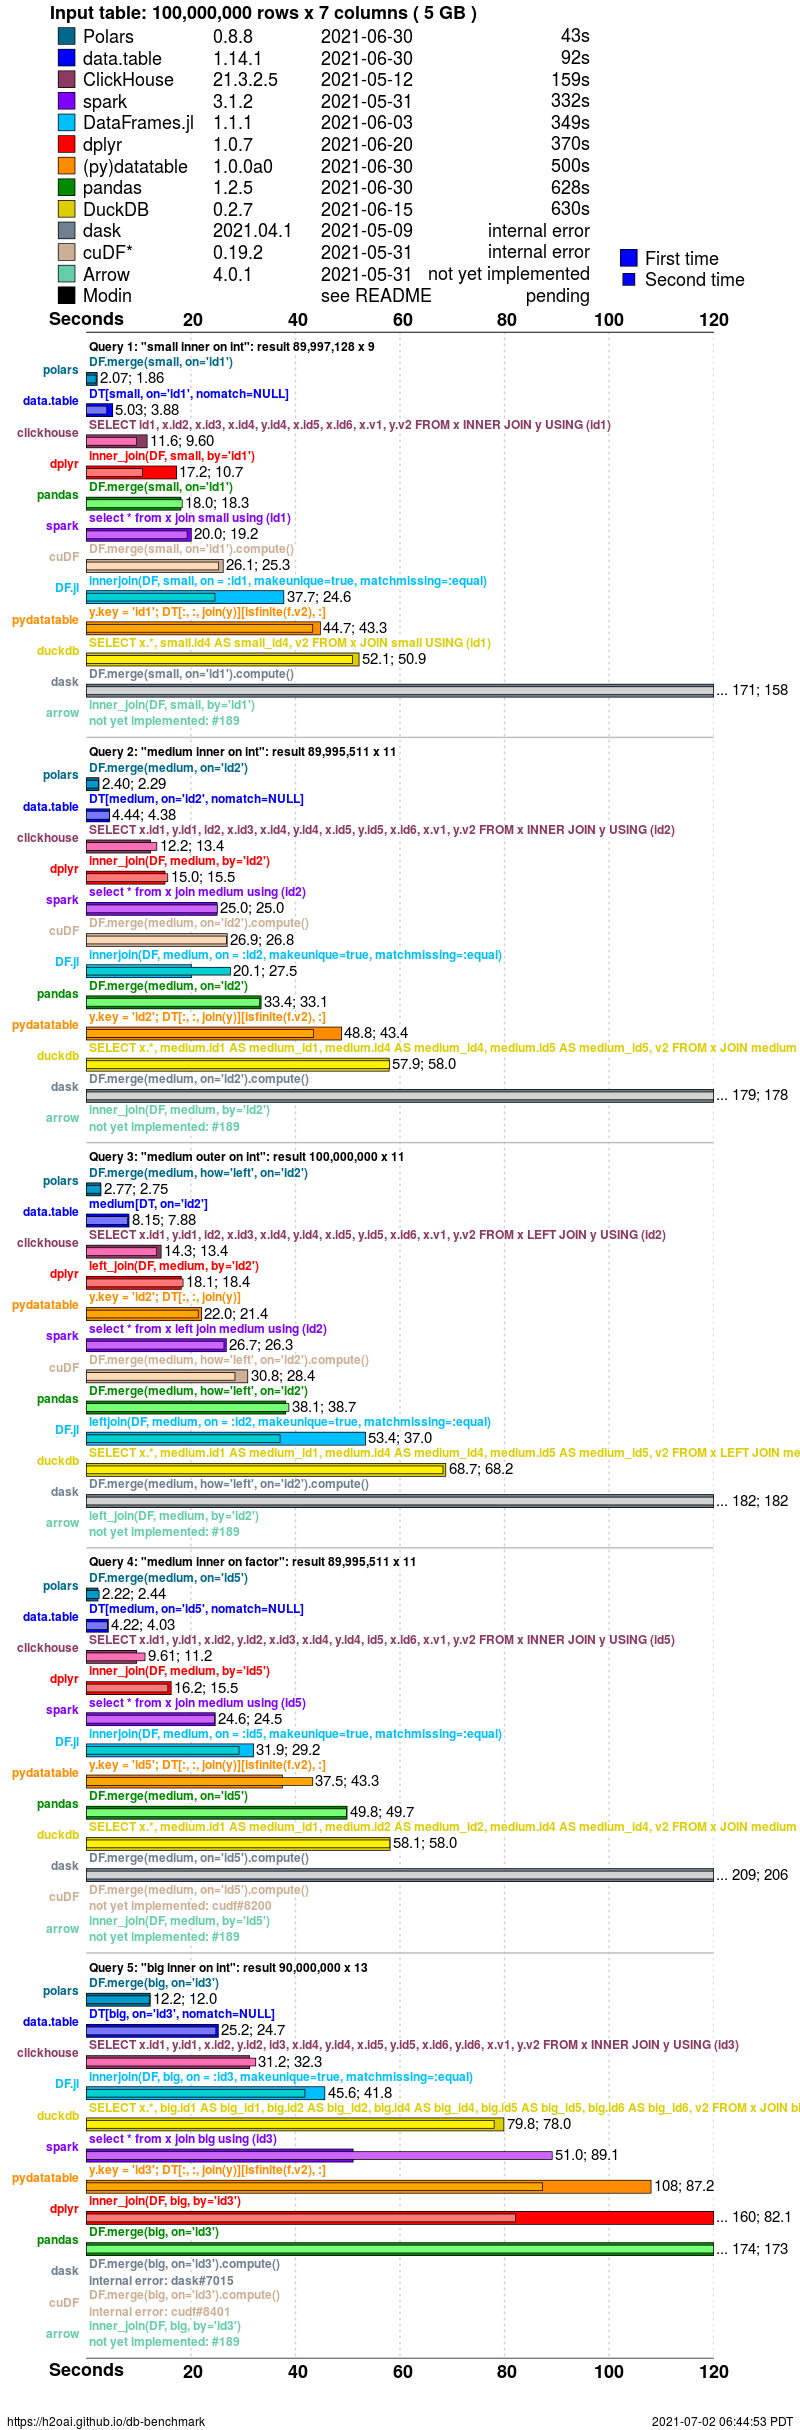 Input table: 100,000,000 rows x 7 columns ( 5 GB )
Polars 0.8.8 2021-06-30 43s
data.table 1.14.1 2021-06-30 92s
ClickHouse 21.3.2.5 2021-05-12 159s
spark 3.1.2 2021-05-31 332s
DataFrames.jl 1.1.1 2021-06-03 349s
dplyr 1.0.7 2021-06-20 370s
(py)datatable 1.0.0a0 2021-06-30 500s
pandas 1.2.5 2021-06-30 628s
DuckDB 0.2.7 2021-06-15 630s
dask 2021.04.1 2021-05-09 internal error
cuDF* 0.19.2 2021-05-31 internal error
Arrow 4.0.1 2021-05-31 not yet implemented
Modin see README pending
First time
Second time
Seconds 20 40 60 80 100 120
Query 1: "small inner on int": result 89,997,128 x 9
DF.merge(small, on='id1')
polars 2.07; 1.86
DT[small, on='id1', nomatch=NULL]
data.table 5.03; 3.88
SELECT id1, x.id2, x.id3, x.id4, y.id4, x.id5, x.id6, x.v1, y.v2 FROM x INNER JOIN y USING (id1)
clickhouse 11.6; 9.60
inner_join(DF, small, by='id1')
dplyr 17.2; 10.7
DF.merge(small, on='id1')
pandas 18.0; 18.3
select * from x join small using (id1)
spark 20.0; 19.2
DF.merge(small, on='id1').compute()
cuDF 26.1; 25.3
innerjoin(DF, small, on = :id1, makeunique=true, matchmissing=:equal)
DF.jl 37.7; 24.6
y.key = 'id1'; DT[:, :, join(y)][isfinite(f.v2), :]
pydatatable 44.7; 43.3
SELECT x.*, small.id4 AS small_id4, v2 FROM x JOIN small USING (id1)
duckdb 52.1; 50.9
DF.merge(small, on='id1').compute()
dask ... 171; 158
inner_join(DF, small, by='id1')
arrow not yet implemented: #189
Query 2: "medium inner on int": result 89,995,511 x 11
DF.merge(medium, on='id2')
polars 2.40; 2.29
DT[medium, on='id2', nomatch=NULL]
data.table 4.44; 4.38
SELECT x.id1, y.id1, id2, x.id3, x.id4, y.id4, x.id5, y.id5, x.id6, x.v1, y.v2 FROM x INNER JOIN y USING (id2)
clickhouse 12.2; 13.4
inner_join(DF, medium, by='id2')
dplyr 15.0; 15.5
select * from x join medium using (id2)
spark 25.0; 25.0
DF.merge(medium, on='id2').compute()
cuDF 26.9; 26.8
innerjoin(DF, medium, on = :id2, makeunique=true, matchmissing=:equal)
DF.jl 20.1; 27.5
DF.merge(medium, on='id2')
pandas 33.4; 33.1
y.key = 'id2'; DT[:, :, join(y)][isfinite(f.v2), :]
pydatatable 48.8; 43.4
SELECT x.*, medium.id1 AS medium_id1, medium.id4 AS medium_id4, medium.id5 AS medium_id5, v2 FROM x JOIN medium
duckdb 57.9; 58.0
DF.merge(medium, on='id2').compute()
dask ... 179; 178
inner_join(DF, medium, by='id2')
arrow not yet implemented: #189
Query 3: "medium outer on int": result 100,000,000 x 11
DF.merge(medium, how='left', on='id2')
polars 2.77; 2.75
medium[DT, on='id2']
data.table 8.15; 7.88
SELECT x.id1, y.id1, id2, x.id3, x.id4, y.id4, x.id5, y.id5, x.id6, x.v1, y.v2 FROM x LEFT JOIN y USING (id2)
clickhouse 14.3; 13.4
left_join(DF, medium, by='id2')
dplyr 18.1; 18.4
y.key = 'id2'; DT[:, :, join(y)]
pydatatable 22.0; 21.4
select * from x left join medium using (id2)
spark 26.7; 26.3
DF.merge(medium, how='left', on='id2').compute()
cuDF 30.8; 28.4
DF.merge(medium, how='left', on='id2')
pandas 38.1; 38.7
leftjoin(DF, medium, on = :id2, makeunique=true, matchmissing=:equal)
DF.jl 53.4; 37.0
SELECT x.*, medium.id1 AS medium_id1, medium.id4 AS medium_id4, medium.id5 AS medium_id5, v2 FROM x LEFT JOIN me
duckdb 68.7; 68.2
DF.merge(medium, how='left', on='id2').compute()
dask ... 182; 182
left_join(DF, medium, by='id2')
arrow not yet implemented: #189
Query 4: "medium inner on factor": result 89,995,511 x 11
DF.merge(medium, on='id5')
polars 2.22; 2.44
DT[medium, on='id5', nomatch=NULL]
data.table 4.22; 4.03
SELECT x.id1, y.id1, x.id2, y.id2, x.id3, x.id4, y.id4, id5, x.id6, x.v1, y.v2 FROM x INNER JOIN y USING (id5)
clickhouse 9.61; 11.2
inner_join(DF, medium, by='id5')
dplyr 16.2; 15.5
select * from x join medium using (id5)
spark 24.6; 24.5
innerjoin(DF, medium, on = :id5, makeunique=true, matchmissing=:equal)
DF.jl 31.9; 29.2
y.key = 'id5'; DT[:, :, join(y)][isfinite(f.v2), :]
pydatatable 37.5; 43.3
DF.merge(medium, on='id5')
pandas 49.8; 49.7
SELECT x.*, medium.id1 AS medium_id1, medium.id2 AS medium_id2, medium.id4 AS medium_id4, v2 FROM x JOIN medium
duckdb 58.1; 58.0
DF.merge(medium, on='id5').compute()
dask ... 209; 206
DF.merge(medium, on='id5').compute()
cuDF not yet implemented: cudf#8200
inner_join(DF, medium, by='id5')
arrow not yet implemented: #189
Query 5: "big inner on int": result 90,000,000 x 13
DF.merge(big, on='id3')
polars 12.2; 12.0
DT[big, on='id3', nomatch=NULL]
data.table 25.2; 24.7
SELECT x.id1, y.id1, x.id2, y.id2, id3, x.id4, y.id4, x.id5, y.id5, x.id6, y.id6, x.v1, y.v2 FROM x INNER JOIN y USING (id3)
clickhouse 31.2; 32.3
innerjoin(DF, big, on = :id3, makeunique=true, matchmissing=:equal)
DF.jl 45.6; 41.8
SELECT x.*, big.id1 AS big_id1, big.id2 AS big_id2, big.id4 AS big_id4, big.id5 AS big_id5, big.id6 AS big_id6, v2 FROM x JOIN bi
duckdb 79.8; 78.0
select * from x join big using (id3)
spark 51.0; 89.1
y.key = 'id3'; DT[:, :, join(y)][isfinite(f.v2), :]
pydatatable 108; 87.2
inner_join(DF, big, by='id3')
dplyr ... 160; 82.1
DF.merge(big, on='id3')
pandas ... 174; 173
DF.merge(big, on='id3').compute()
dask internal error: dask#7015
DF.merge(big, on='id3').compute()
cuDF internal error: cudf#8401
inner_join(DF, big, by='id3')
arrow not yet implemented: #189
Seconds 20 40 60 80 100 120
https://h2oai.github.io/db-benchmark 2021-07-02 06:44:53 PDT